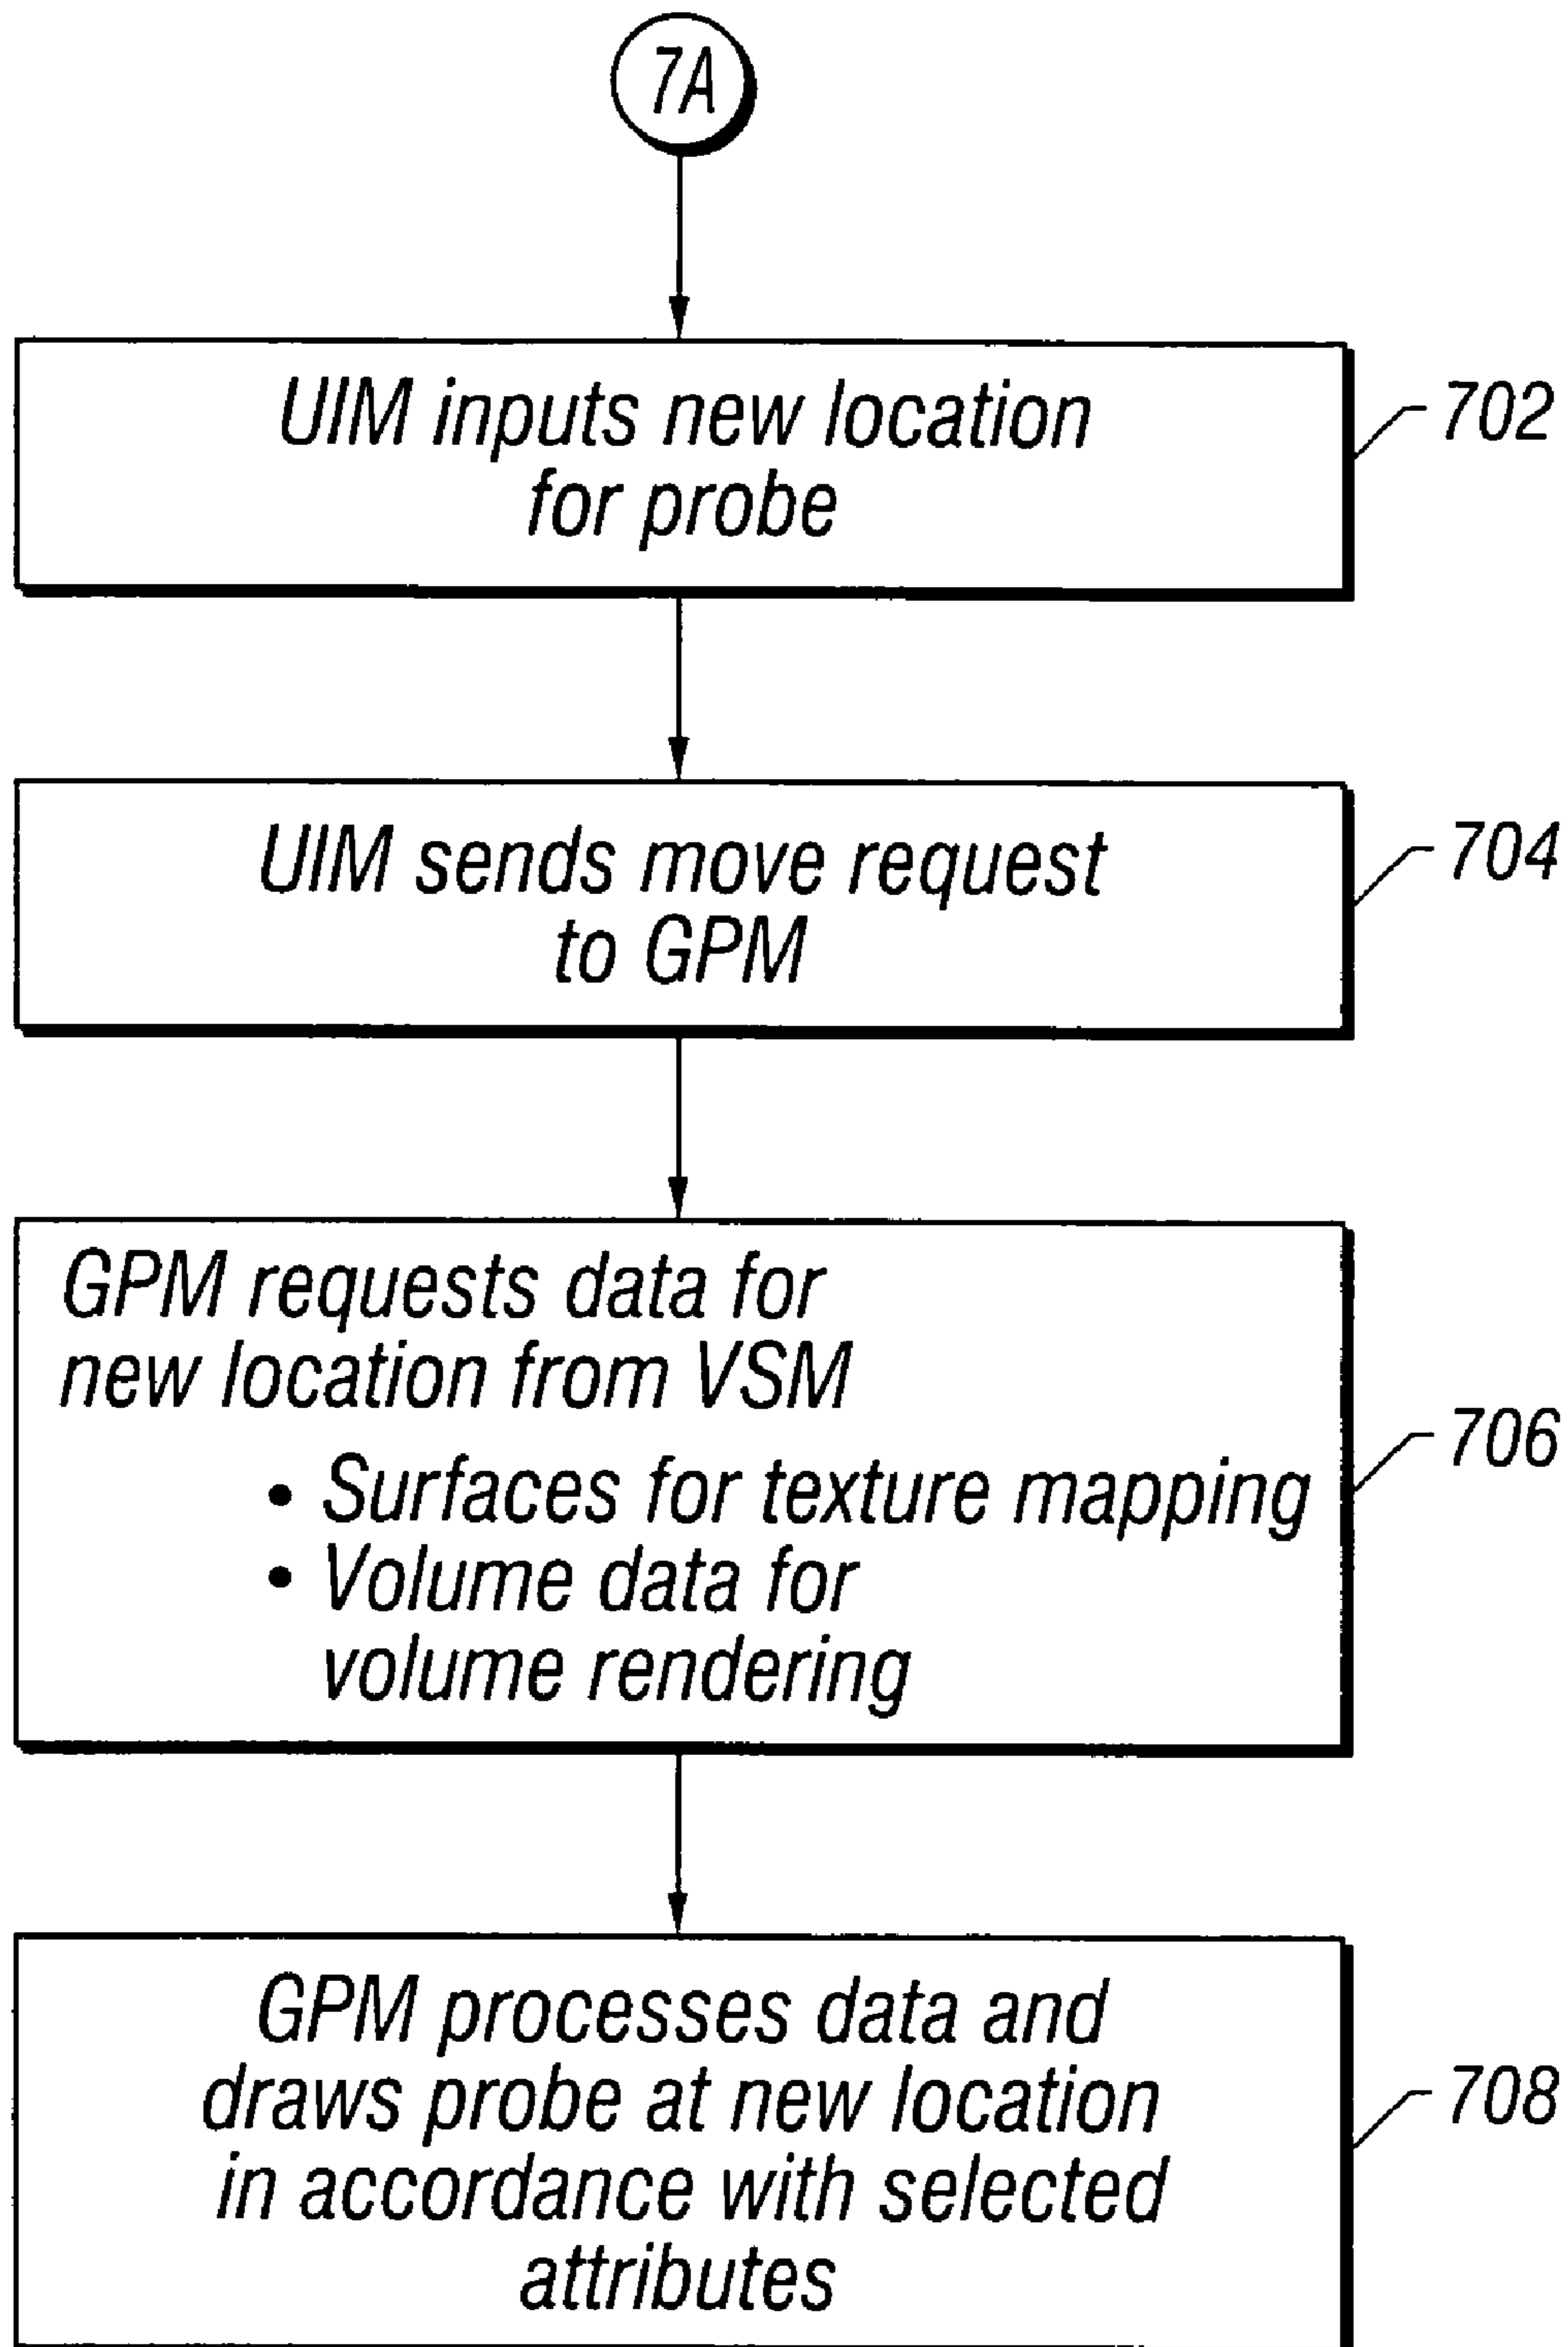 7A
UIM inputs new location
for probe
702
UIM sends move request
to GPM
704
GPM requests data for
new location from VSM
• Surfaces for texture mapping
• Volume data for
volume rendering
706
GPM processes data and
draws probe at new location
in accordance with selected
attributes
708